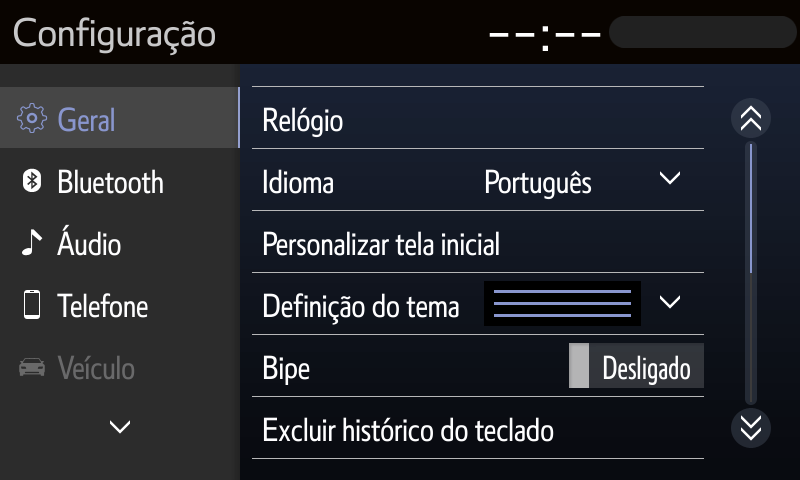 Configuração
--:--
Geral
Bluetooth
Áudio
Telefone
Veículo
Relógio
Idioma Português
Personalizar tela inicial
Definição do tema
Bipe Desligado
Excluir histórico do teclado